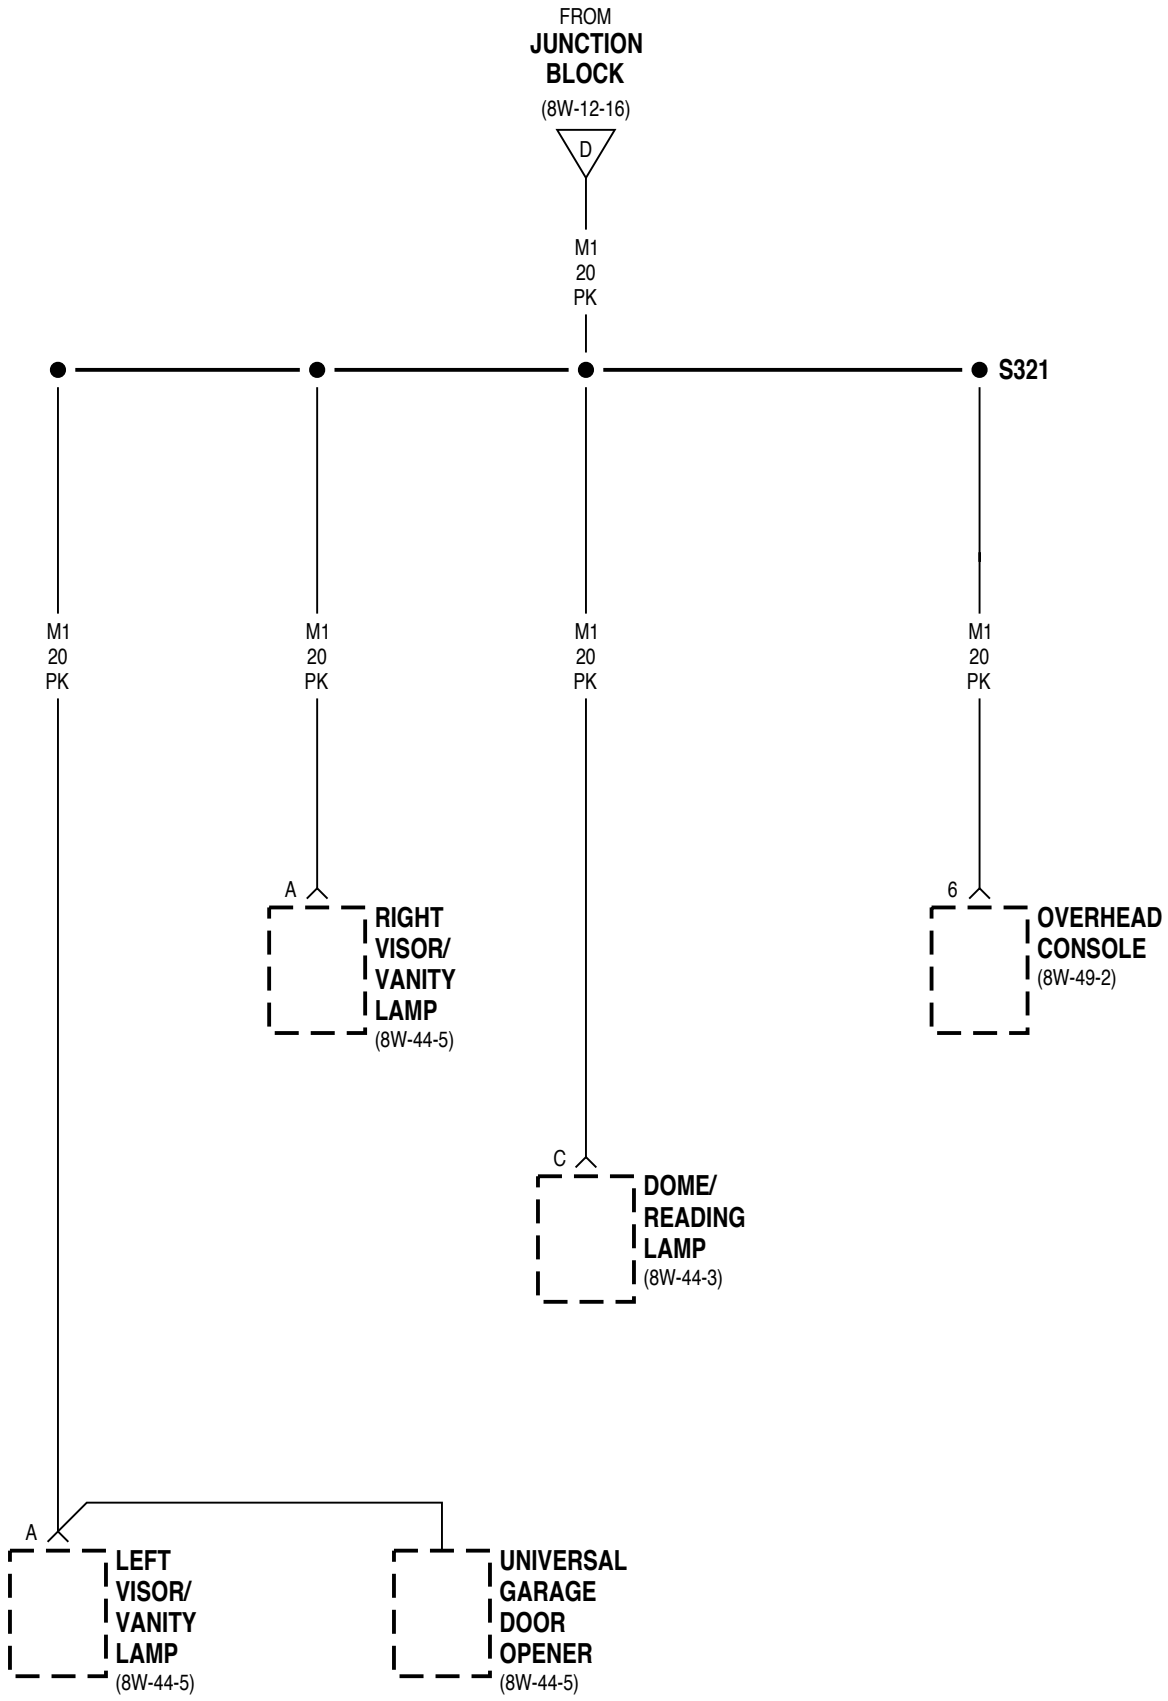 FROM
JUNCTION
BLOCK
(8W-12-16)
D
M1
20
PK
S321
M1
20
PK
M1
20
PK
M1
20
PK
M1
20
PK
A
RIGHT
VISOR/
VANITY
LAMP
(8W-44-5)
6
OVERHEAD
CONSOLE
(8W-49-2)
C
DOME/
READING
LAMP
(8W-44-3)
A
LEFT
VISOR/
VANITY
LAMP
(8W-44-5)
UNIVERSAL
GARAGE
DOOR
OPENER
(8W-44-5)